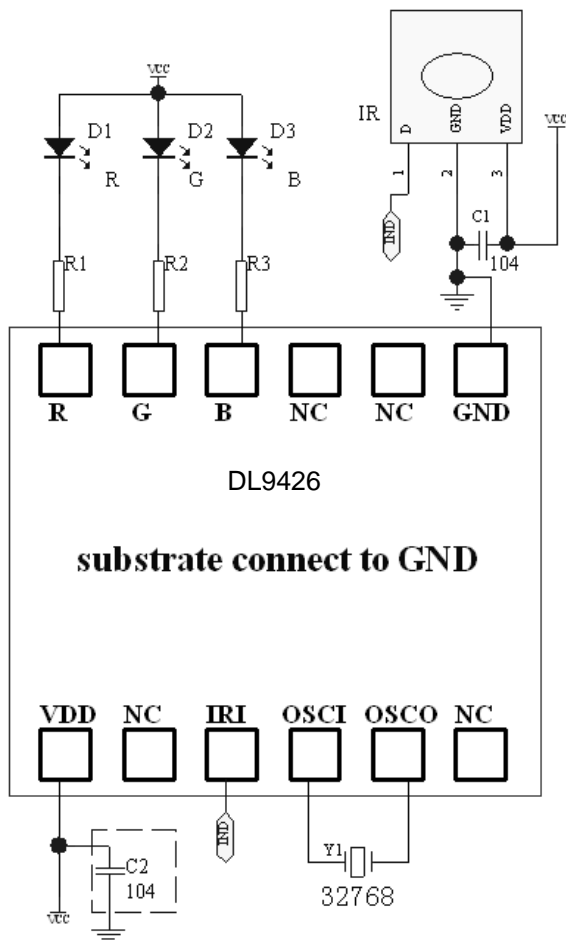 VCC
D1 D2 D3
R G B
R1 R2 R3
IR
D GND VDD
1 2 3
VCC
IND
C1
104
R G B NC NC GND
DL9426
substrate connect to GND
VDD NC IRI OSCI OSCO NC
IND
C2
104
VCC
Y1
32768